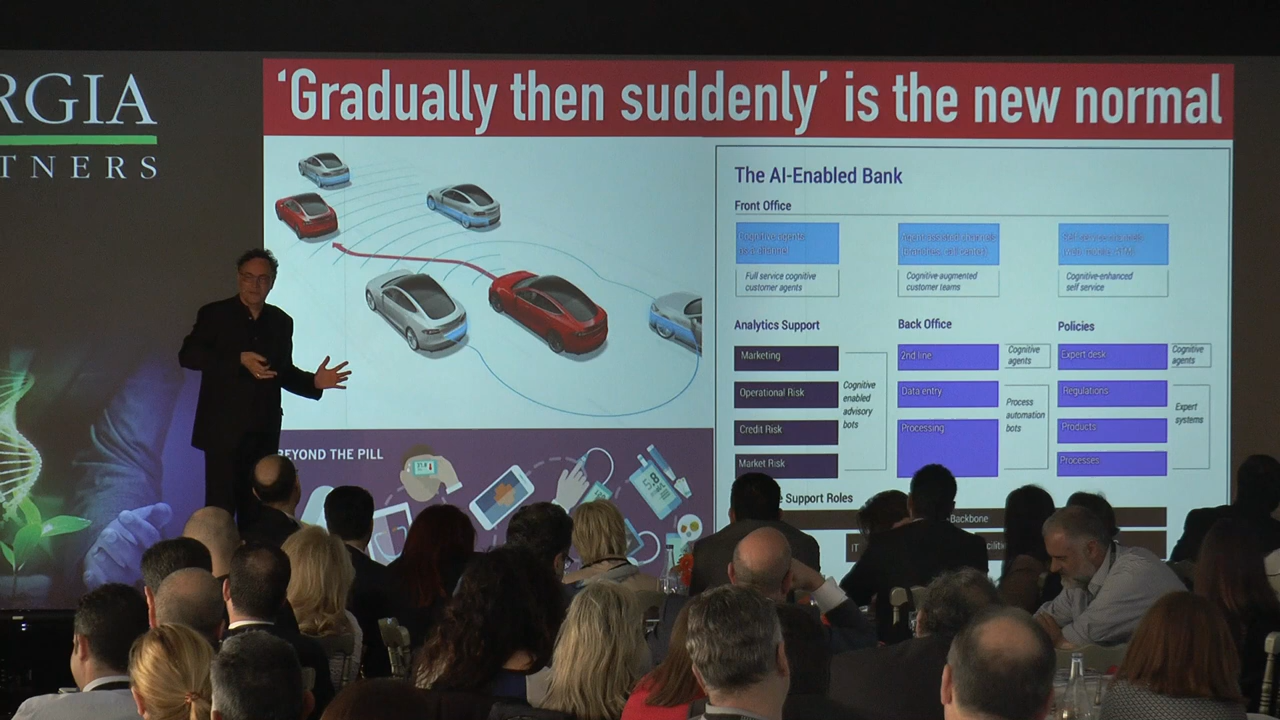 RGIA
TNERS
‘Gradually then suddenly’ is the new normal
BEYOND THE PILL
The AI-Enabled Bank
Front Office
Cognitive agents
Full service cognitive
customer agents
Cognitive augmented
customer teams
Cognitive-enhanced
self service
Analytics Support
Marketing
Operational Risk
Credit Risk
Market Risk
Cognitive
enabled
advisory
bots
Back Office
2nd line
Data entry
Processing
Cognitive
agents
Process
automation
bots
Policies
Expert desk
Regulations
Products
Processes
Cognitive
agents
Expert
systems
Support Roles
Backbone
IT